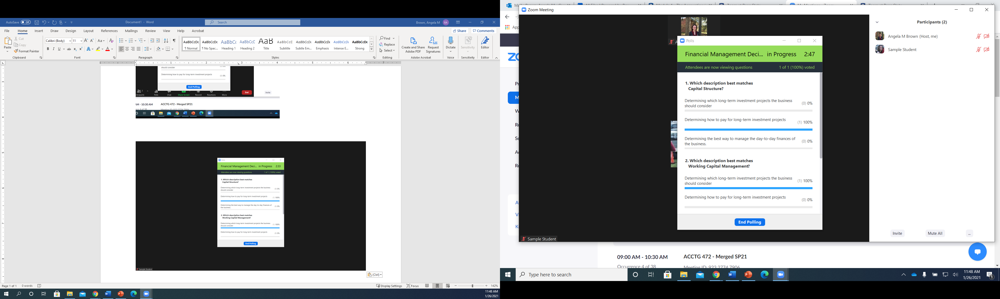 AutoSave Off
Document1 - Word
Search
Brown, Angela M BA
File Home Insert Draw Design Layout References Mailings Review View Help Acrobat
Share Comments
Paste
Cut
Copy
Format Painter
Clipboard
Calibri (Body) 11
Font
Paragraph
AaBbCcDc AaBbCcDc AaBbC( AaBbCcE AaB AaBbCcC AaBbCcDi AaBbCcDi AaBbCcDi AaBbCcDc
¶ Normal ¶ No Spac... Heading 1 Heading 2 Title Subtitle Subtle Em... Emphasis Intense E... Strong
Styles
Find
Replace
Select
Editing
Create and Share Adobe PDF
Request Signatures
Adobe Acrobat
Dictate
Voice
Sensitivity
Sensitivity
Editor
Editor
should consider
Determining how to pay for long-term investment projects
(0) 0%
End Polling
Polls Chat Share Screen Record Reactions More
End
Invite
AM - 10:30 AM ACCTG 472 - Merged SP21
Polls
Financial Management Deci... in Progress 2:33
Attendees are now viewing questions 1 of 1 (100%) voted
1. Which description best matches
Capital Structure?
Determining which long-term investment projects the business
should consider
(0) 0%
Determining how to pay for long-term investment projects
(1) 100%
Determining the best way to manage the day-to-day finances of
the business.
(0) 0%
2. Which description best matches
Working Capital Management?
Determining which long-term investment projects the business
should consider
(1) 100%
Determining how to pay for long-term investment projects
(0) 0%
End Polling
Sample Student
(Ctrl)
Page 1 of 1 0 words
Display Settings Focus
142%
11:48 AM
1/26/2021
Zoom Meeting
Polls
Financial Management Deci... in Progress 2:47
Attendees are now viewing questions 1 of 1 (100%) voted
1. Which description best matches
Capital Structure?
Determining which long-term investment projects the business
should consider
(0) 0%
Determining how to pay for long-term investment projects
(1) 100%
Determining the best way to manage the day-to-day finances of
the business.
(0) 0%
2. Which description best matches
Working Capital Management?
Determining which long-term investment projects the business
should consider
(1) 100%
Determining how to pay for long-term investment projects
(0) 0%
End Polling
Sample Student
Participants (2)
Angela M Brown (Host, me)
Sample Student
Invite Mute All ...
09:00 AM - 10:30 AM ACCTG 472 - Merged SP21
Occurrence 4 of 38 Meeting ID: 923 2774 7906
Type here to search
11:48 AM
1/26/2021
1